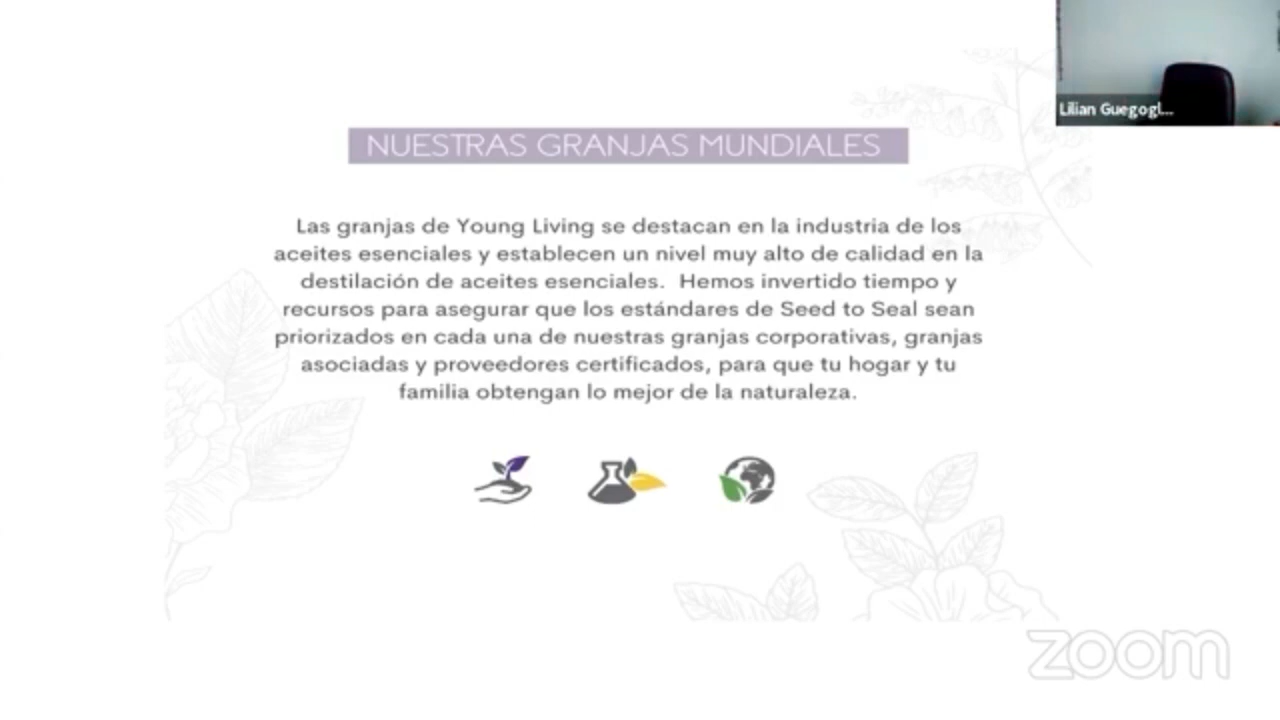 Lilian Guegogl...
NUESTRAS GRANJAS MUNDIALES
Las granjas de Young Living se destacan en la industria de los
aceites esenciales y establecen un nivel muy alto de calidad en la
destilación de aceites esenciales. Hemos invertido tiempo y
recursos para asegurar que los estándares de Seed to Seal sean
priorizados en cada una de nuestras granjas corporativas, granjas
asociadas y proveedores certificados, para que tu hogar y tu
familia obtengan lo mejor de la naturaleza.
zoom